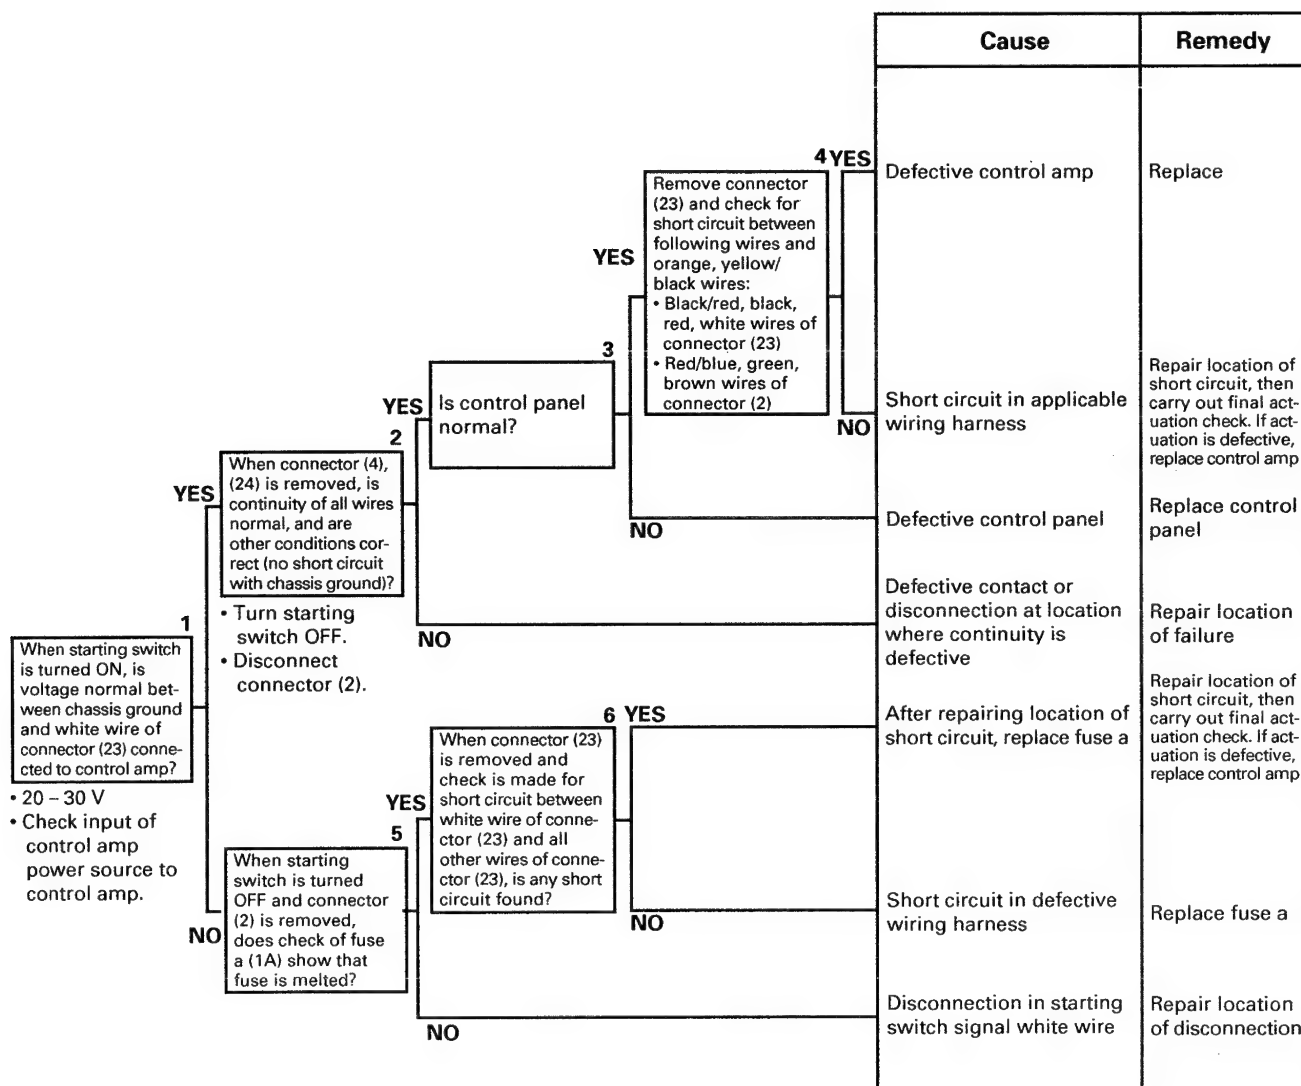 Cause
Remedy
4 YES
Defective control amp
Replace
Remove connector
(23) and check for
short circuit between
following wires and
orange, yellow/
black wires:
• Black/red, black,
red, white wires of
connector (23)
• Red/blue, green,
brown wires of
connector (2)
YES
NO
Short circuit in applicable
wiring harness
Repair location of
short circuit, then
carry out final act-
uation check. If act-
uation is defective,
replace control amp
3
YES
Is control panel
normal?
NO
Defective control panel
Replace control
panel
2
YES
When connector (4),
(24) is removed, is
continuity of all wires
normal, and are
other conditions cor-
rect (no short circuit
with chassis ground)?
• Turn starting
switch OFF.
• Disconnect
connector (2).
NO
Defective contact or
disconnection at location
where continuity is
defective
Repair location
of failure
1
When starting switch
is turned ON, is
voltage normal bet-
ween chassis ground
and white wire of
connector (23) conne-
cted to control amp?
• 20 – 30 V
• Check input of
control amp
power source to
control amp.
6 YES
After repairing location of
short circuit, replace fuse a
Repair location of
short circuit, then
carry out final act-
uation check. If act-
uation is defective,
replace control amp
YES
When connector (23)
is removed and
check is made for
short circuit between
white wire of conne-
ctor (23) and all
other wires of conne-
ctor (23), is any short
circuit found?
NO
Short circuit in defective
wiring harness
Replace fuse a
5
NO
When starting
switch is turned
OFF and connector
(2) is removed,
does check of fuse
a (1A) show that
fuse is melted?
NO
Disconnection in starting
switch signal white wire
Repair location
of disconnection